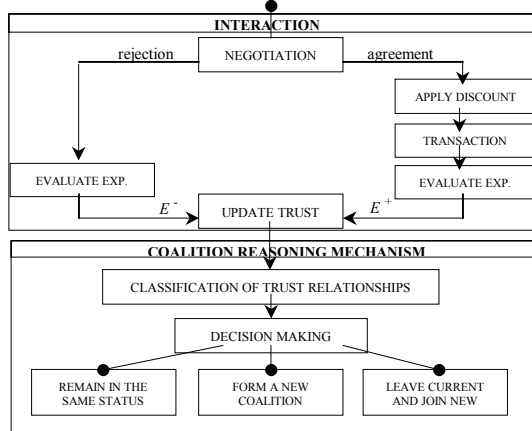 INTERACTION
rejection
NEGOTIATION
agreement
APPLY DISCOUNT
TRANSACTION
EVALUATE EXP.
EVALUATE EXP.
E -
UPDATE TRUST
E +
COALITION REASONING MECHANISM
CLASSIFICATION OF TRUST RELATIONSHIPS
DECISION MAKING
REMAIN IN THE
SAME STATUS
FORM A NEW
COALITION
LEAVE CURRENT
AND JOIN NEW